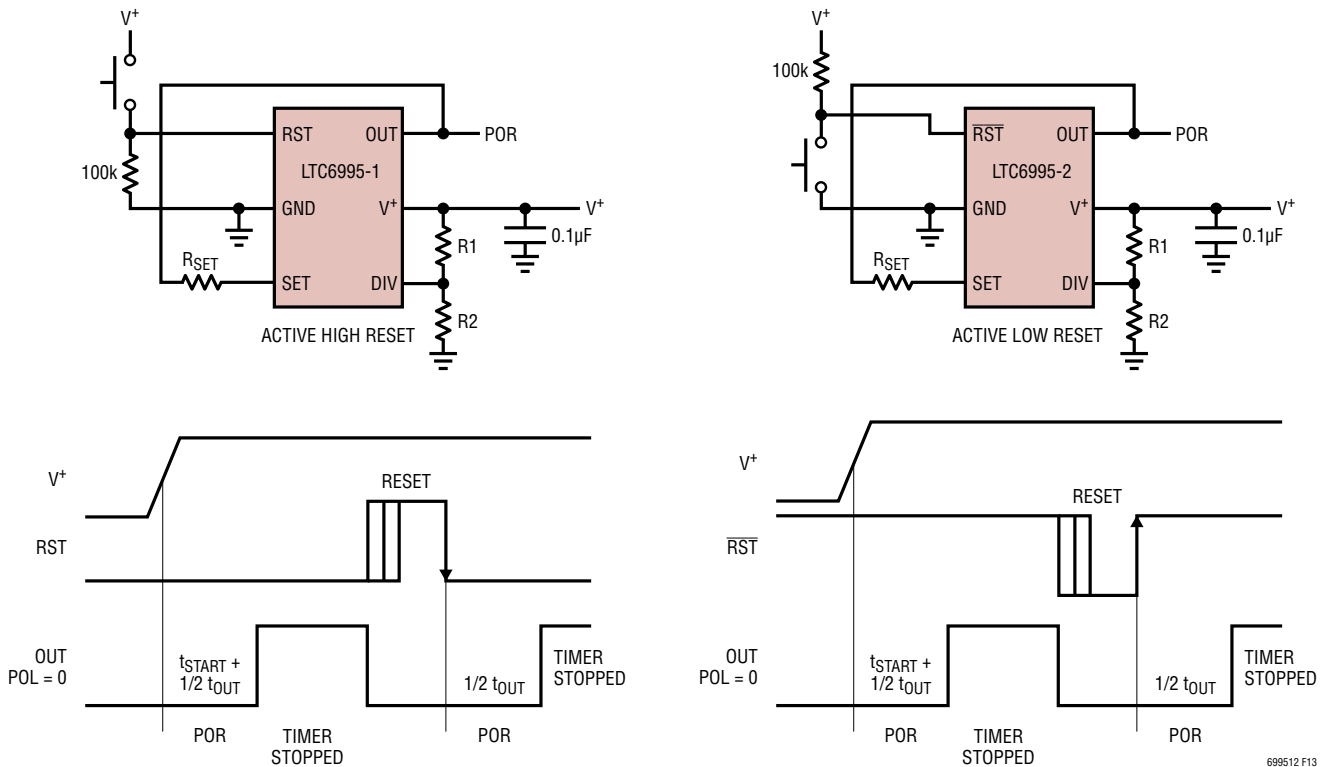 V+
RST
OUT
POR
100k
LTC6995-1
GND
V+
V+
0.1µF
R1
RSET
SET
DIV
R2
ACTIVE HIGH RESET
V+
RESET
RST
OUT
POL = 0
tSTART +
1/2 tOUT
1/2 tOUT
TIMER
STOPPED
POR
TIMER
STOPPED
POR
V+
100k
RST
OUT
POR
LTC6995-2
GND
V+
V+
0.1µF
R1
RSET
SET
DIV
R2
ACTIVE LOW RESET
V+
RESET
RST
OUT
POL = 0
tSTART +
1/2 tOUT
1/2 tOUT
TIMER
STOPPED
POR
TIMER
STOPPED
POR
699512 F13